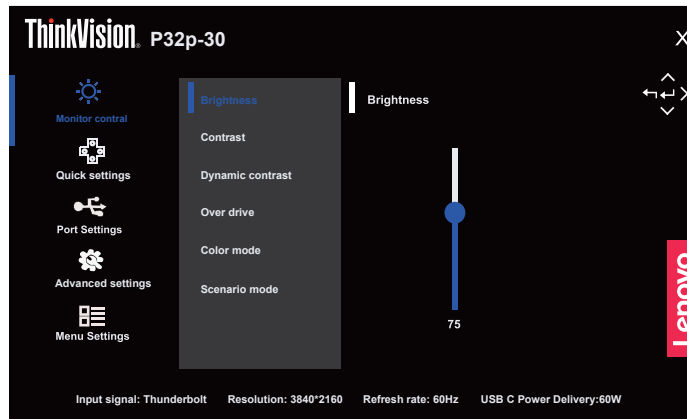 ThinkVision. P32p-30
X
Monitor contral
Quick settings
Port Settings
Advanced settings
Menu Settings
Brightness
Contrast
Dynamic contrast
Over drive
Color mode
Scenario mode
Brightness
75
Lenovo
Input signal: Thunderbolt Resolution: 3840*2160 Refresh rate: 60Hz USB C Power Delivery:60W